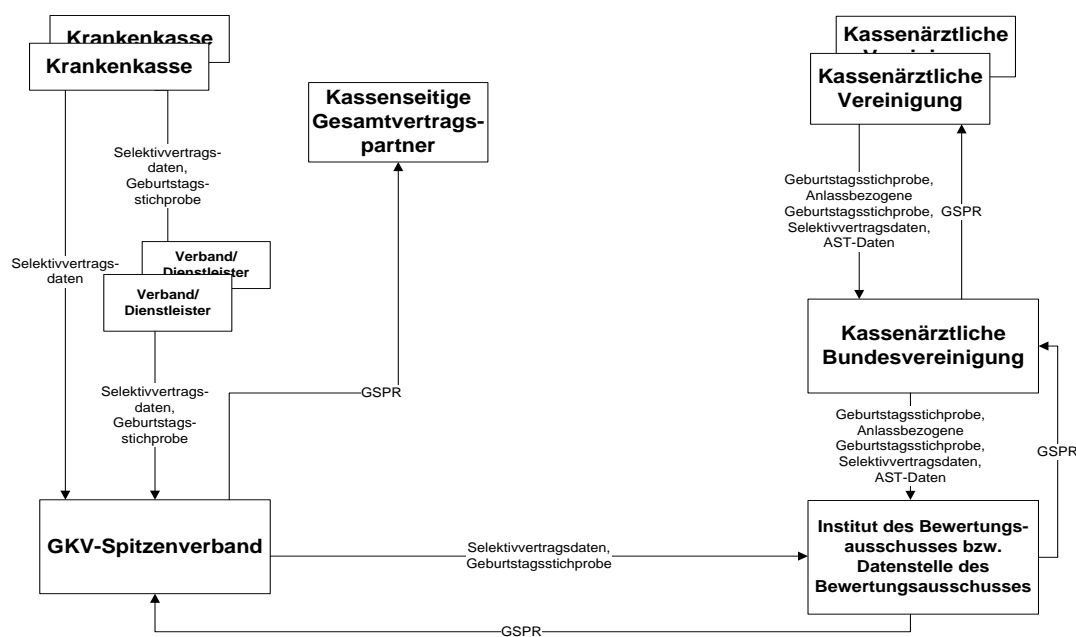 Krankenkasse
Krankenkasse
Kassenseitige
Gesamtvertrags-
partner
Kassenärztliche
Kassenärztliche
Vereinigung
Selektivvertrags-
daten,
Geburtstags-
stichprobe
Selektivvertrags-
daten
Verband/
Dienstleister
Verband/
Dienstleister
Selektivvertrags-
daten,
Geburtstags-
stichprobe
GSPR
Geburtstagsstichprobe,
Anlassbezogene
Geburtstagsstichprobe,
Selektivvertragsdaten,
AST-Daten
GSPR
Kassenärztliche
Bundesvereinigung
Geburtstagsstichprobe,
Anlassbezogene
Geburtstagsstichprobe,
Selektivvertragsdaten,
AST-Daten
GSPR
GKV-Spitzenverband
Selektivvertragsdaten,
Geburtstagsstichprobe
Institut des Bewertungs-
ausschusses bzw.
Datenstelle des
Bewertungsausschusses
GSPR